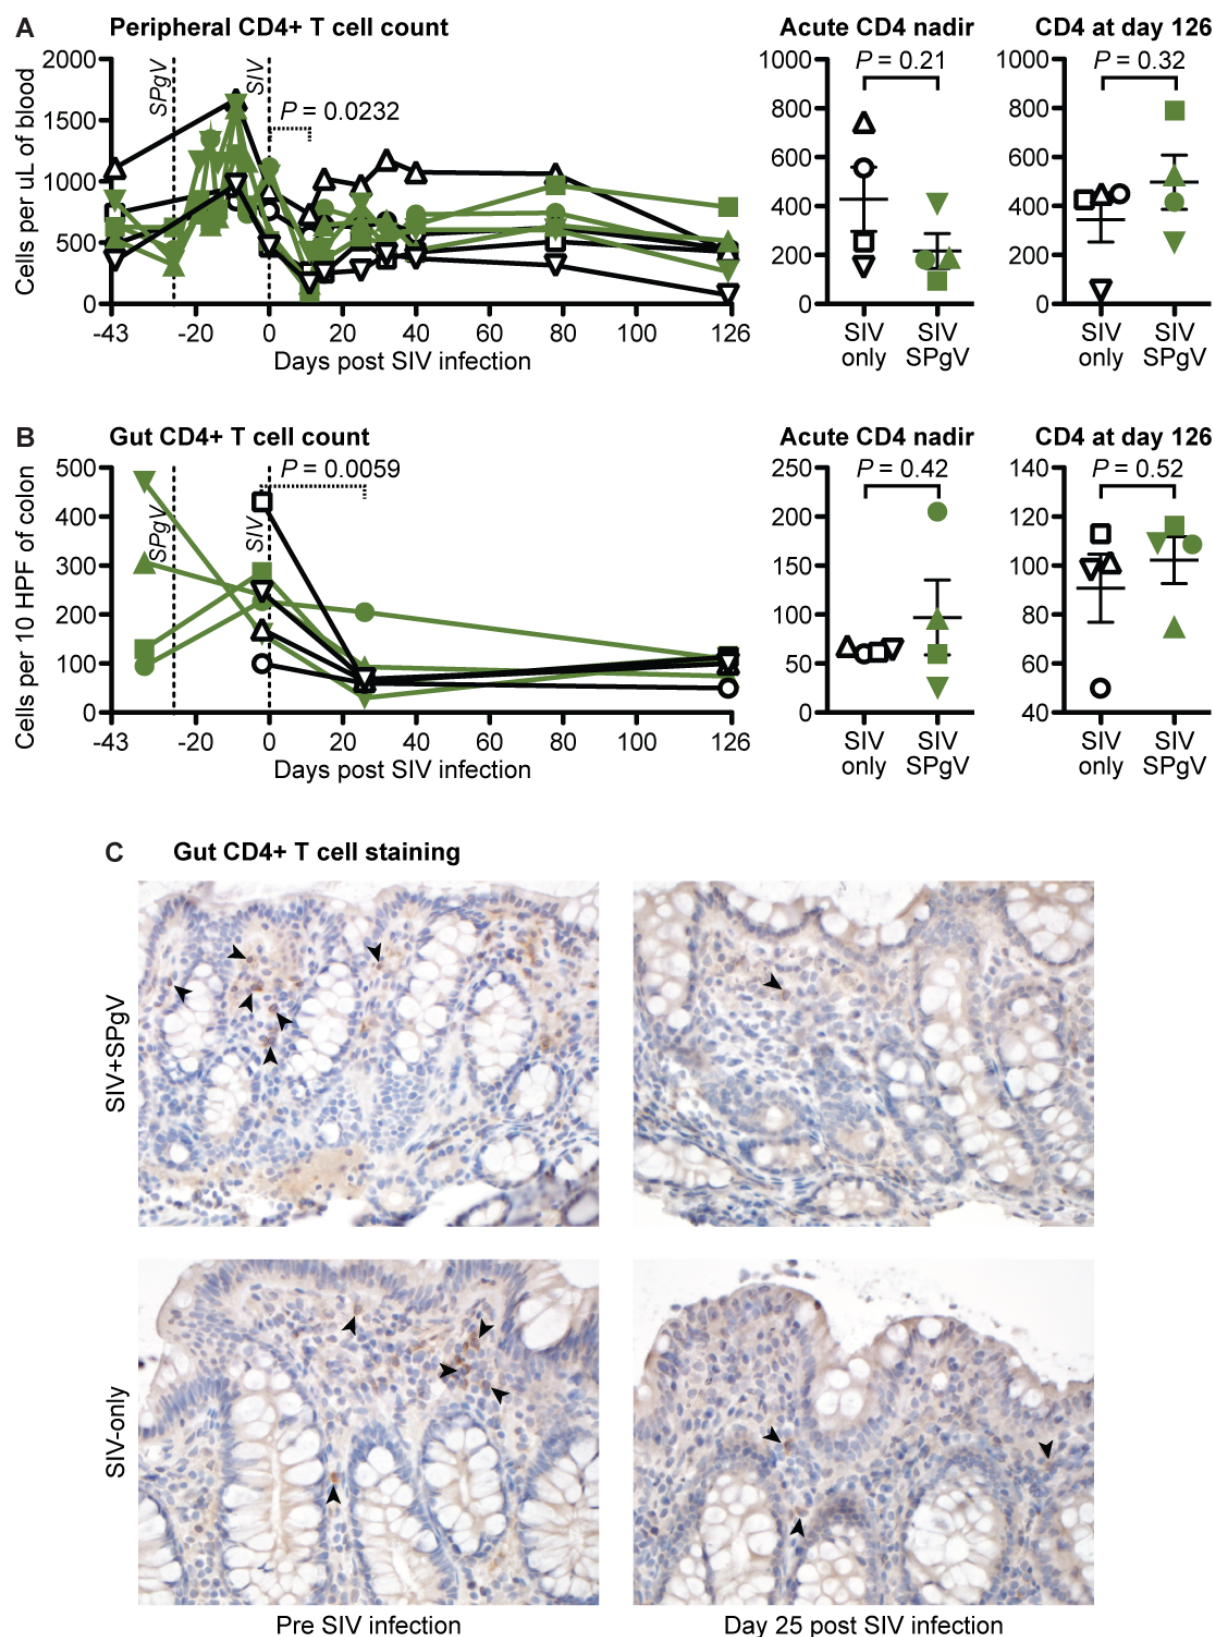 A Peripheral CD4+ T cell count
Cells per uL of blood
2000
1500
1000
500
0
SPgV
SIV
P = 0.0232
-43 -20 0 20 40 60 80 100 126
Days post SIV infection
Acute CD4 nadir
1000
800
600
400
200
0
P = 0.21
SIV only
SIV SPgV
CD4 at day 126
1000
800
600
400
200
0
P = 0.32
SIV only
SIV SPgV
B Gut CD4+ T cell count
Cells per 10 HPF of colon
500
400
300
200
100
0
SPgV
SIV
P = 0.0059
-43 -20 0 20 40 60 80 100 126
Days post SIV infection
Acute CD4 nadir
250
200
150
100
50
0
P = 0.42
SIV only
SIV SPgV
CD4 at day 126
140
120
100
80
60
40
P = 0.52
SIV only
SIV SPgV
C Gut CD4+ T cell staining
SIV+SPgV
SIV-only
Pre SIV infection
Day 25 post SIV infection